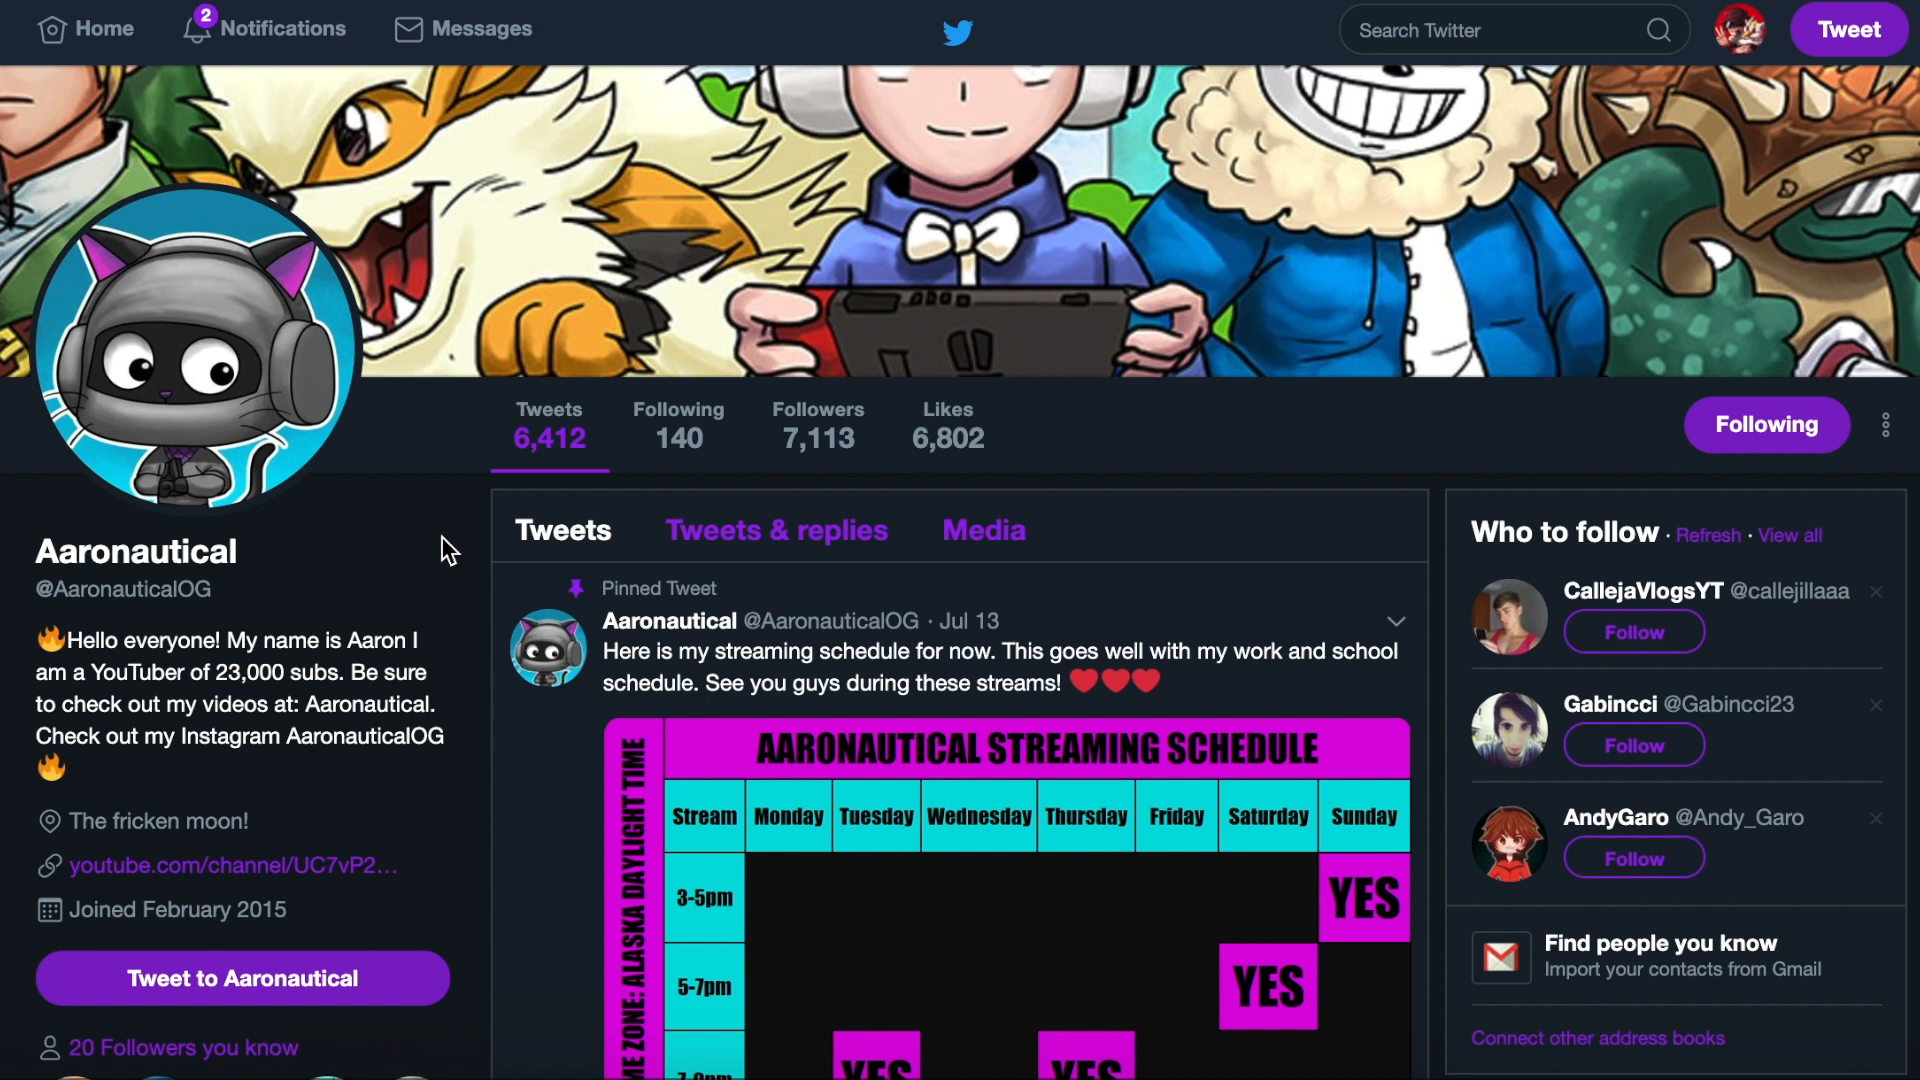 Home
2
Notifications
Messages
Search Twitter
Tweet
Tweets
6,412
Following
140
Followers
7,113
Likes
6,802
Following
Aaronautical
@AaronauticalOG
🔥Hello everyone! My name is Aaron I
am a YouTuber of 23,000 subs. Be sure
to check out my videos at: Aaronautical.
Check out my Instagram AaronauticalOG
🔥
The fricken moon!
youtube.com/channel/UC7vP2...
Joined February 2015
Tweet to Aaronautical
20 Followers you know
Tweets
Tweets & replies
Media
Pinned Tweet
Aaronautical @AaronauticalOG · Jul 13
Here is my streaming schedule for now. This goes well with my work and school
schedule. See you guys during these streams! ❤️❤️❤️
AARONAUTICAL STREAMING SCHEDULE
ZONE: ALASKA DAYLIGHT TIME
Stream Monday Tuesday Wednesday Thursday Friday Saturday Sunday
3-5pm YES
5-7pm YES
YES YES
Who to follow · Refresh · View all
CallejaVlogsYT @callejillaaa
Follow
Gabincci @Gabincci23
Follow
AndyGaro @Andy_Garo
Follow
Find people you know
Import your contacts from Gmail
Connect other address books